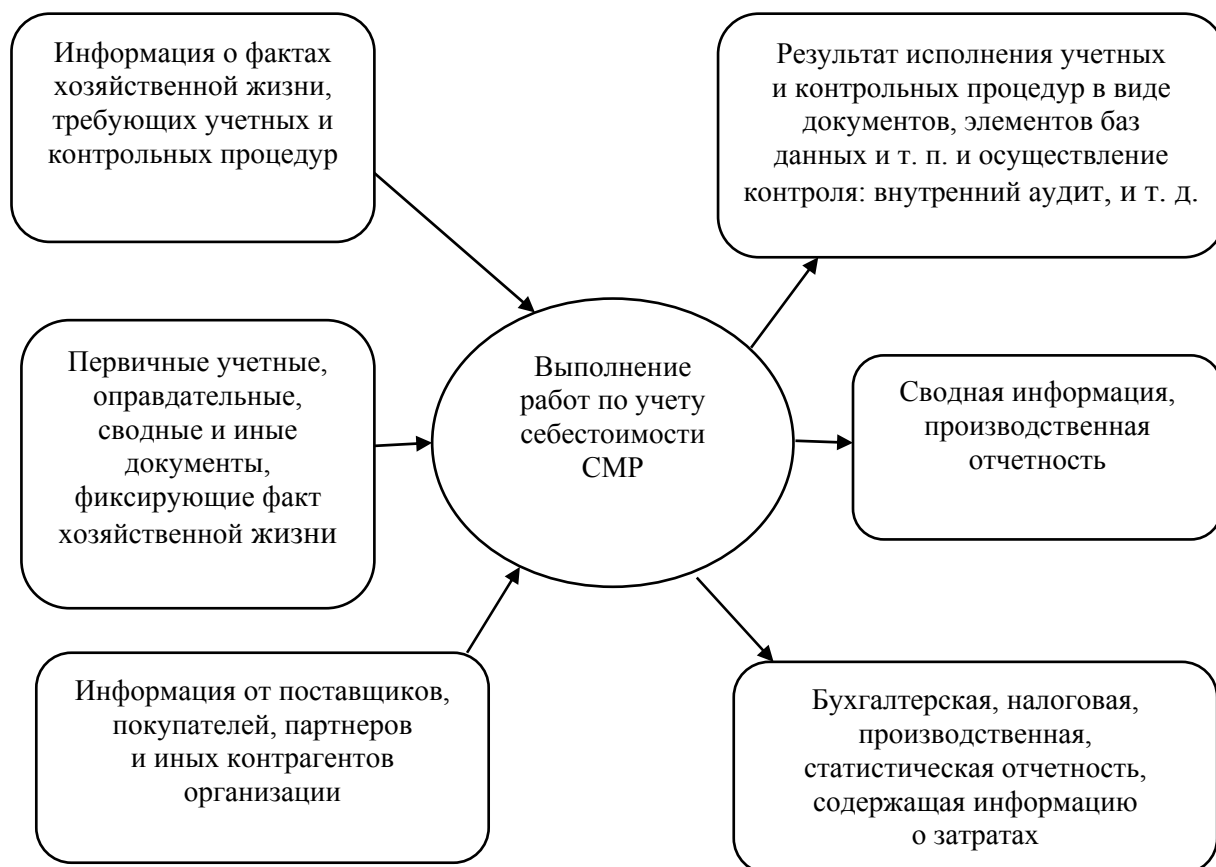 Информация о фактах
хозяйственной жизни,
требующих учетных и
контрольных процедур
Первичные учетные,
оправдательные,
сводные и иные
документы,
фиксирующие факт
хозяйственной жизни
Информация от поставщиков,
покупателей, партнеров
и иных контрагентов
организации
Выполнение
работ по учету
себестоимости
СМР
Результат исполнения учетных
и контрольных процедур в виде
документов, элементов баз
данных и т. п. и осуществление
контроля: внутренний аудит, и т. д.
Сводная информация,
производственная
отчетность
Бухгалтерская, налоговая,
производственная,
статистическая отчетность,
содержащая информацию
о затратах